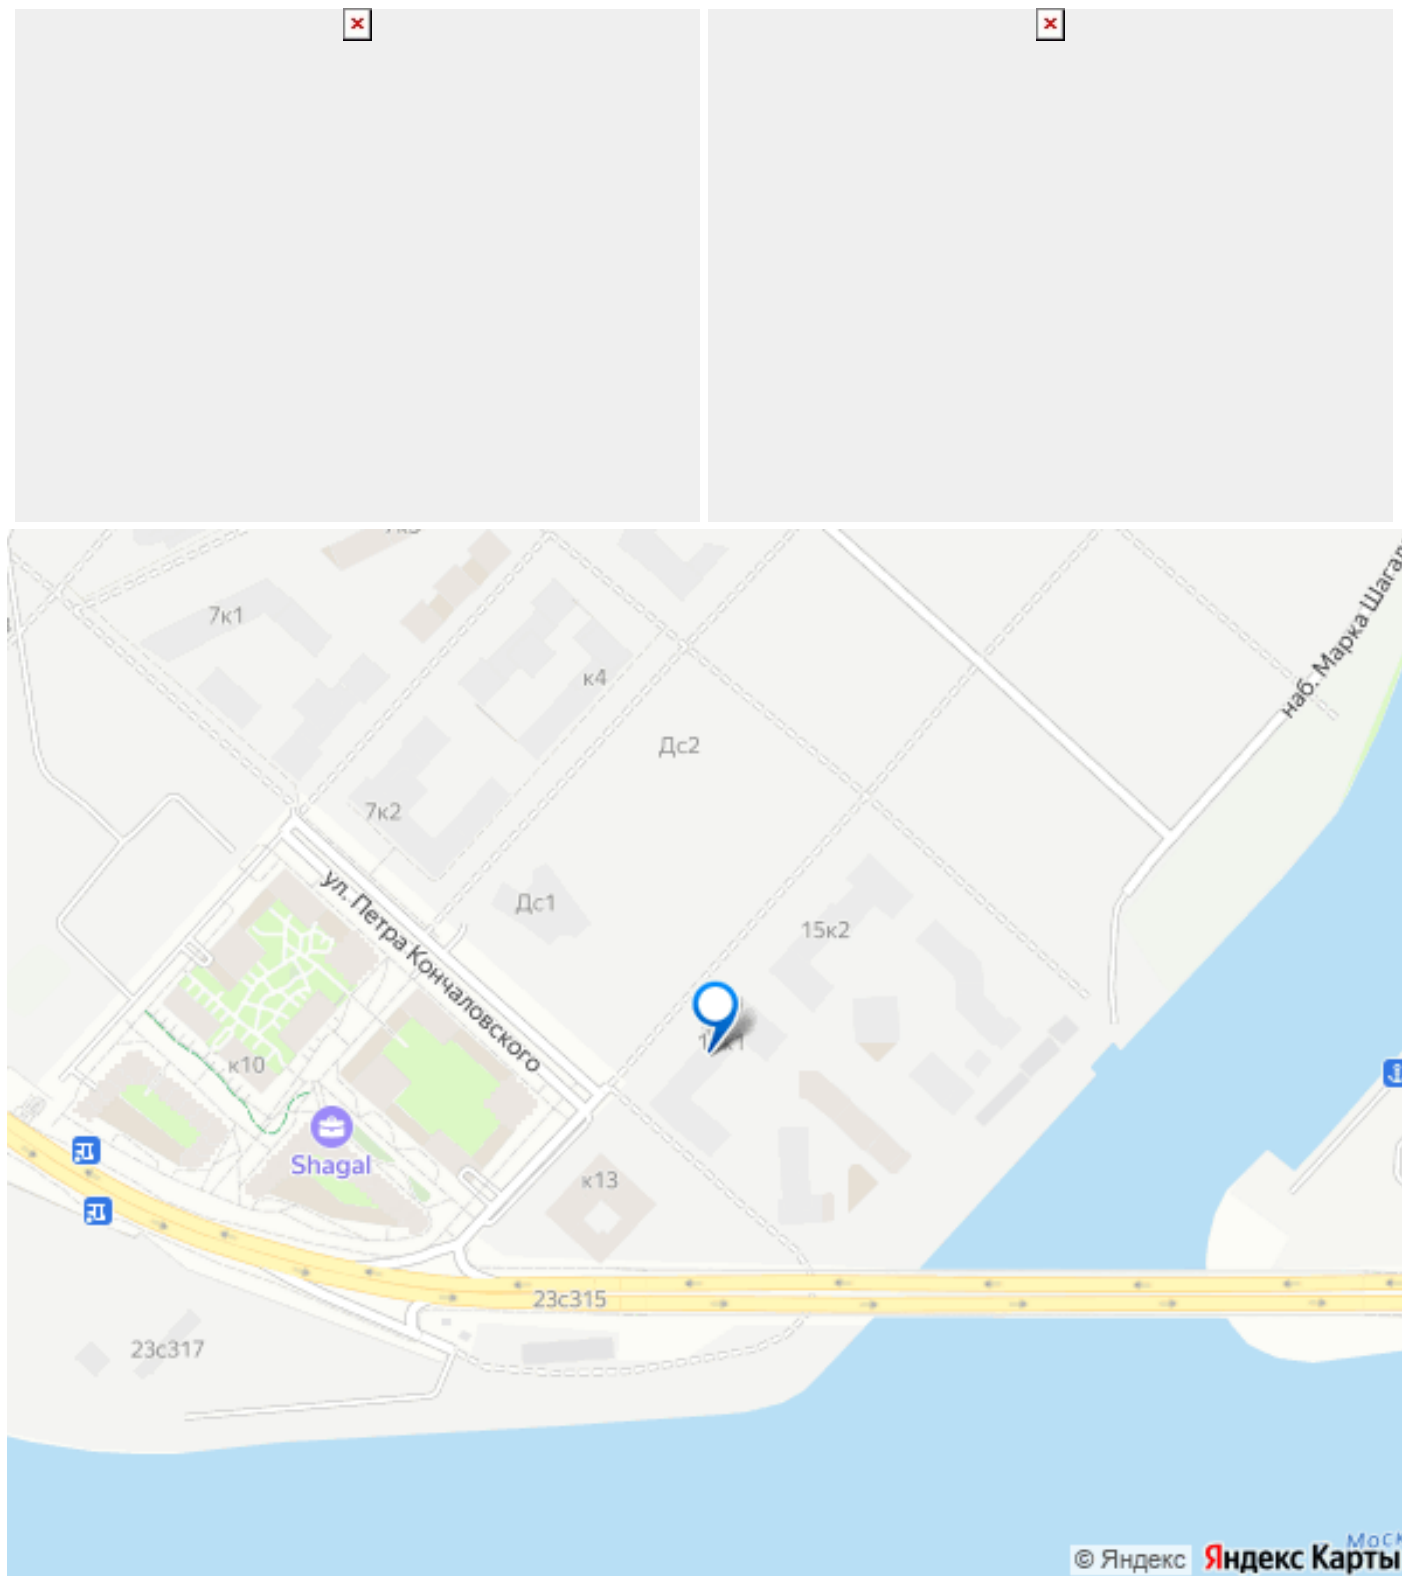 7к1
наб. Марка Шагал
к4
Дс2
7к2
ул. Петра Кончаловского
Дс1
15к2
к10
Shagal
к13
23с315
23с317
© Яндекс
Яндекс Карты